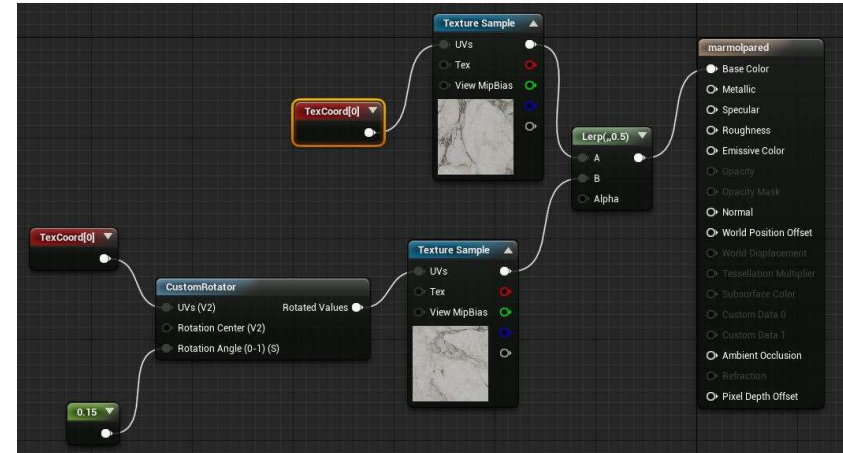 Texture Sample
UVs
Tex
View MipBias
TexCoord[0]
Lerp(,,0.5)
A
B
Alpha
marmolpared
Base Color
Metallic
Specular
Roughness
Emissive Color
Opacity
Opacity Mask
Normal
World Position Offset
World Displacement
Tessellation Multiplier
Subsurface Color
Custom Data 0
Custom Data 1
Ambient Occlusion
Refraction
Pixel Depth Offset
TexCoord[0]
CustomRotator
UVs (V2) Rotated Values
Rotation Center (V2)
Rotation Angle (0-1) (S)
0.15
Texture Sample
UVs
Tex
View MipBias